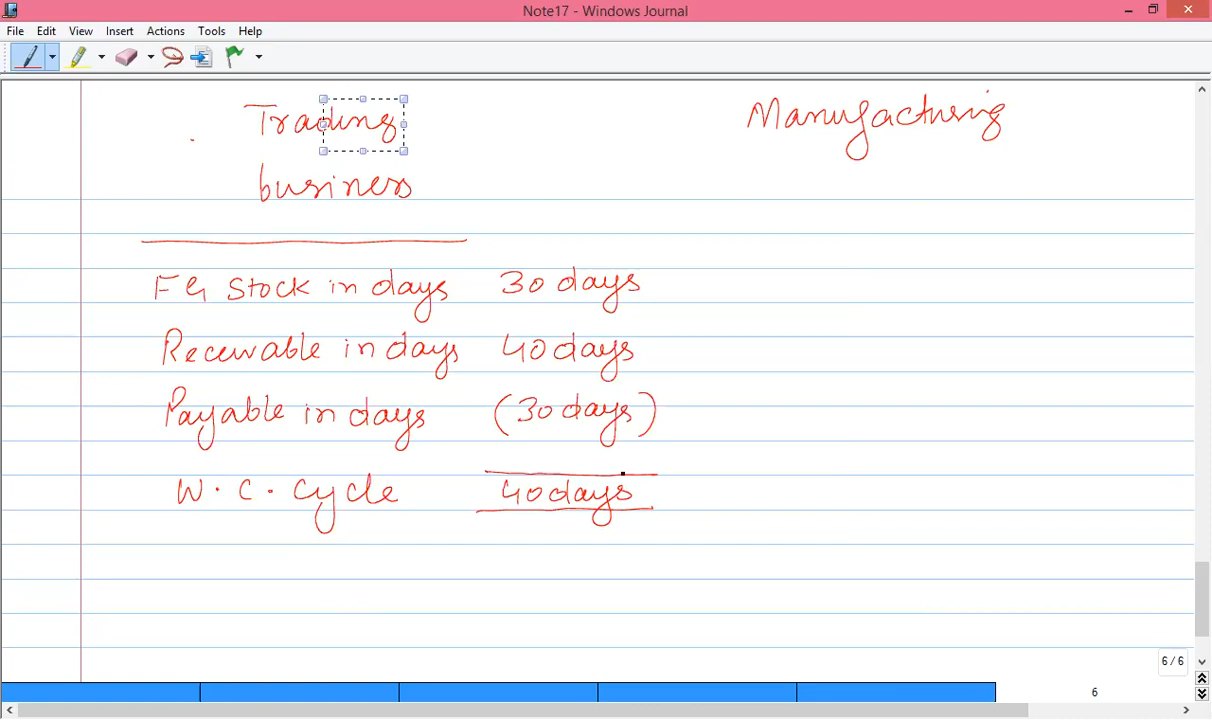 Note17 - Windows Journal
File Edit View Insert Actions Tools Help
Trading Manufacturing
business
FG Stock in days 30 days
Receivable in days 40 days
Payable in days (30 days)
W.C. Cycle 40 days
6 / 6
6